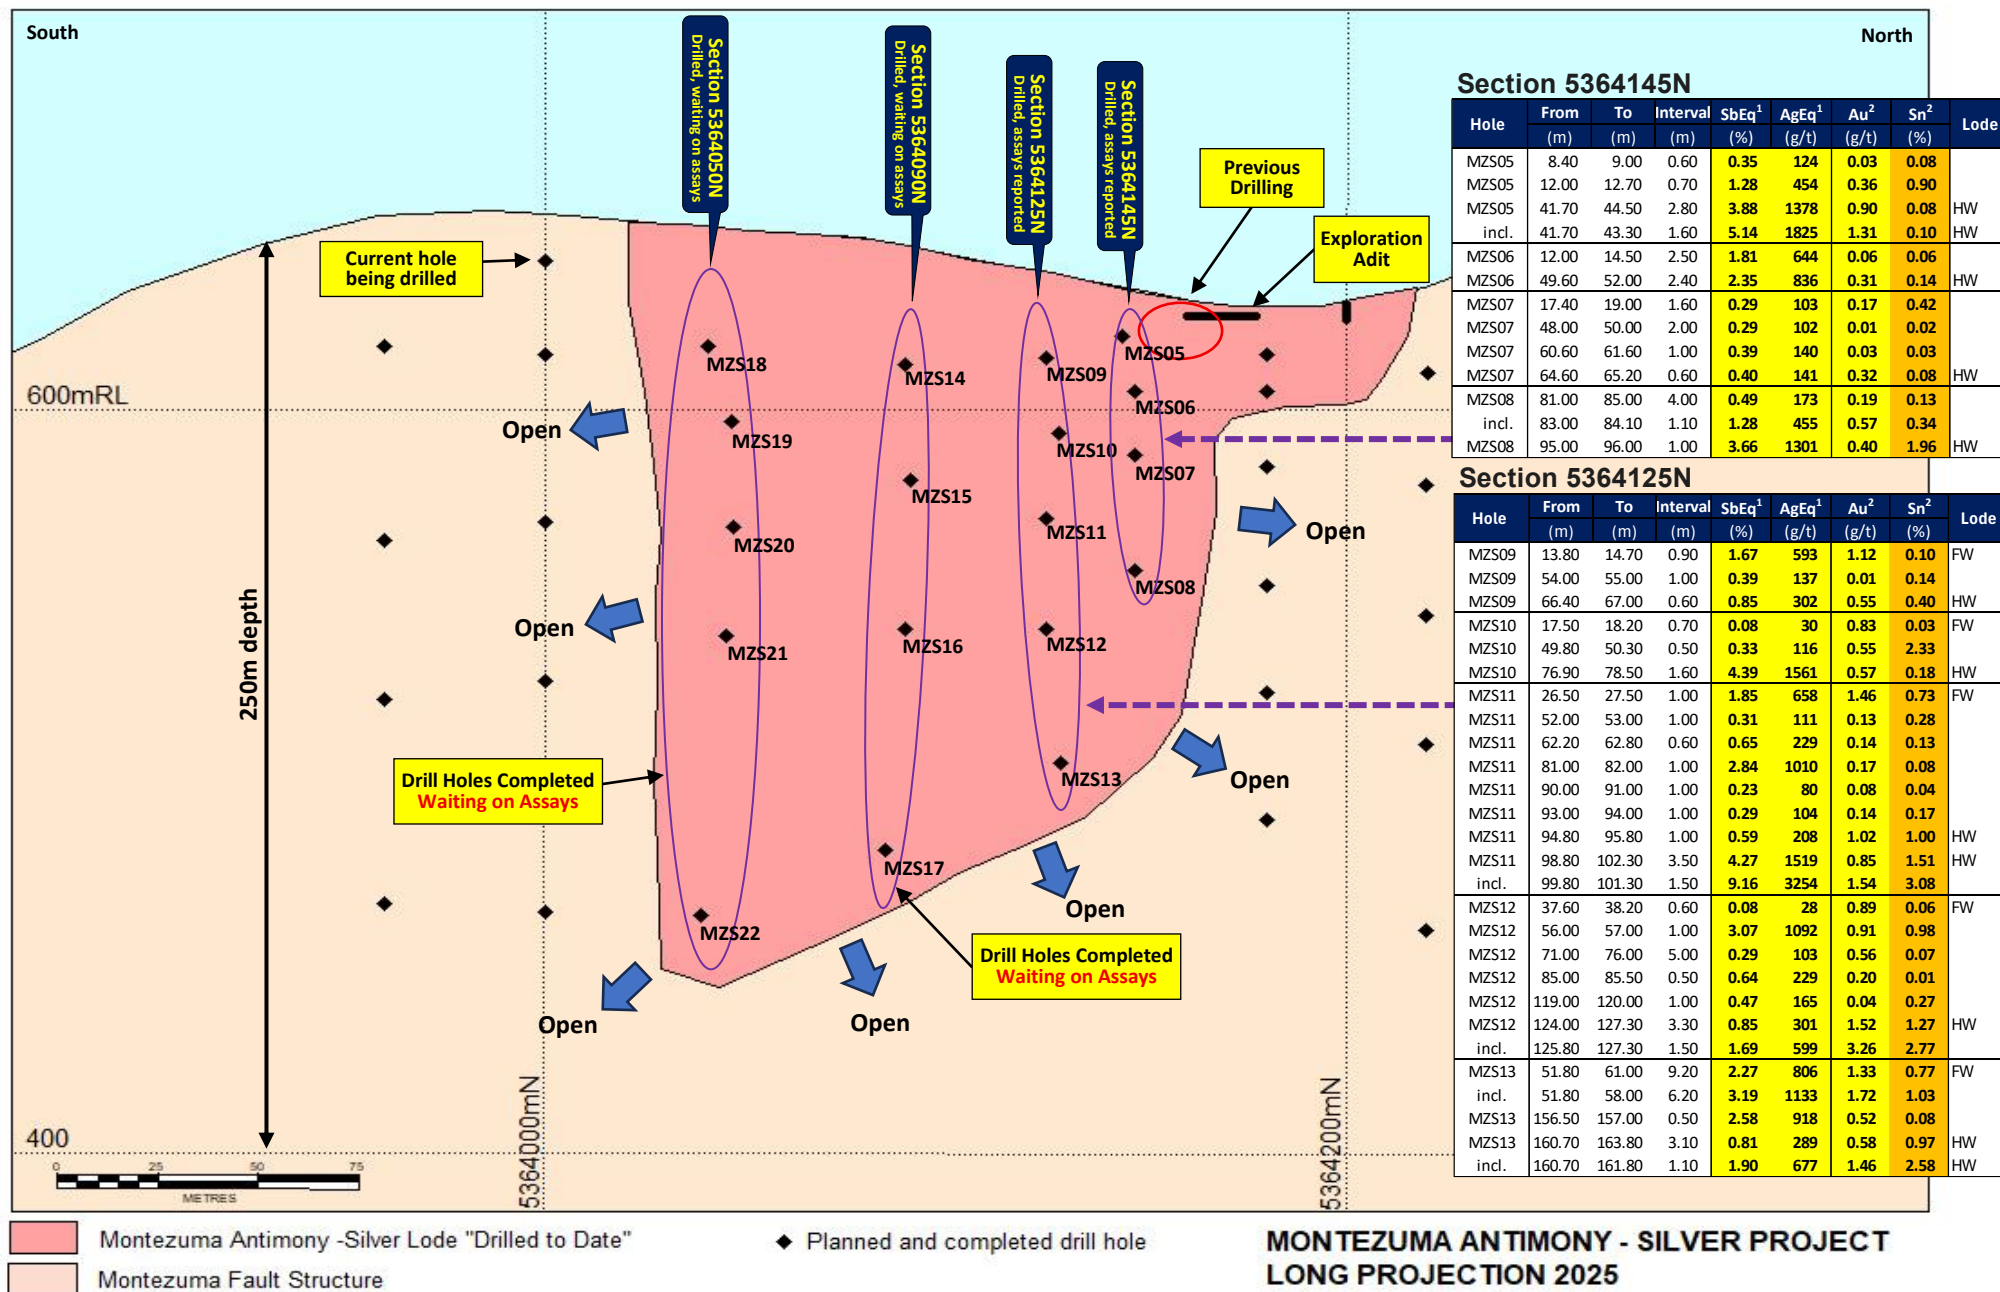 South
North
Section 5364050N
Drilled, waiting on assays
Section 5364090N
Drilled, waiting on assays
Section 5364125N
Drilled, assays reported
Section 5364145N
Drilled, assays reported
Previous
Drilling
Exploration
Adit
Current hole
being drilled
600mRL
400
250m depth
MZS05
MZS06
MZS07
MZS08
MZS09
MZS10
MZS11
MZS12
MZS13
MZS14
MZS15
MZS16
MZS17
MZS18
MZS19
MZS20
MZS21
MZS22
Open
Open
Open
Open
Open
Open
Open
Drill Holes Completed
Waiting on Assays
Drill Holes Completed
Waiting on Assays
5364000mN
5364200mN
0 25 50 75
METRES
Section 5364145N
Hole From To Interval SbEq¹ AgEq¹ Au² Sn² Lode
(m) (m) (m) (%) (g/t) (g/t) (%)
MZS05 8.40 9.00 0.60 0.35 124 0.03 0.08
MZS05 12.00 12.70 0.70 1.28 454 0.36 0.90
MZS05 41.70 44.50 2.80 3.88 1378 0.90 0.08 HW
incl. 41.70 43.30 1.60 5.14 1825 1.31 0.10 HW
MZS06 12.00 14.50 2.50 1.81 644 0.06 0.06
MZS06 49.60 52.00 2.40 2.35 836 0.31 0.14 HW
MZS07 17.40 19.00 1.60 0.29 103 0.17 0.42
MZS07 48.00 50.00 2.00 0.29 102 0.01 0.02
MZS07 60.60 61.60 1.00 0.39 140 0.03 0.03
MZS07 64.60 65.20 0.60 0.40 141 0.32 0.08 HW
MZS08 81.00 85.00 4.00 0.49 173 0.19 0.13
incl. 83.00 84.10 1.10 1.28 455 0.57 0.34
MZS08 95.00 96.00 1.00 3.66 1301 0.40 1.96 HW
Section 5364125N
Hole From To Interval SbEq¹ AgEq¹ Au² Sn² Lode
(m) (m) (m) (%) (g/t) (g/t) (%)
MZS09 13.80 14.70 0.90 1.67 593 1.12 0.10 FW
MZS09 54.00 55.00 1.00 0.39 137 0.01 0.14
MZS09 66.40 67.00 0.60 0.85 302 0.55 0.40 HW
MZS10 17.50 18.20 0.70 0.08 30 0.83 0.03 FW
MZS10 49.80 50.30 0.50 0.33 116 0.55 2.33
MZS10 76.90 78.50 1.60 4.39 1561 0.57 0.18 HW
MZS11 26.50 27.50 1.00 1.85 658 1.46 0.73 FW
MZS11 52.00 53.00 1.00 0.31 111 0.13 0.28
MZS11 62.20 62.80 0.60 0.65 229 0.14 0.13
MZS11 81.00 82.00 1.00 2.84 1010 0.17 0.08
MZS11 90.00 91.00 1.00 0.23 80 0.08 0.04
MZS11 93.00 94.00 1.00 0.29 104 0.14 0.17
MZS11 94.80 95.80 1.00 0.59 208 1.02 1.00 HW
MZS11 98.80 102.30 3.50 4.27 1519 0.85 1.51 HW
incl. 99.80 101.30 1.50 9.16 3254 1.54 3.08
MZS12 37.60 38.20 0.60 0.08 28 0.89 0.06 FW
MZS12 56.00 57.00 1.00 3.07 1092 0.91 0.98
MZS12 71.00 76.00 5.00 0.29 103 0.56 0.07
MZS12 85.00 85.50 0.50 0.64 229 0.20 0.01
MZS12 119.00 120.00 1.00 0.47 165 0.04 0.27
MZS12 124.00 127.30 3.30 0.85 301 1.52 1.27 HW
incl. 125.80 127.30 1.50 1.69 599 3.26 2.77
MZS13 51.80 61.00 9.20 2.27 806 1.33 0.77 FW
incl. 51.80 58.00 6.20 3.19 1133 1.72 1.03
MZS13 156.50 157.00 0.50 2.58 918 0.52 0.08
MZS13 160.70 163.80 3.10 0.81 289 0.58 0.97 HW
incl. 160.70 161.80 1.10 1.90 677 1.46 2.58 HW
Montezuma Antimony -Silver Lode "Drilled to Date"
Montezuma Fault Structure
Planned and completed drill hole
MONTEZUMA ANTIMONY - SILVER PROJECT
LONG PROJECTION 2025